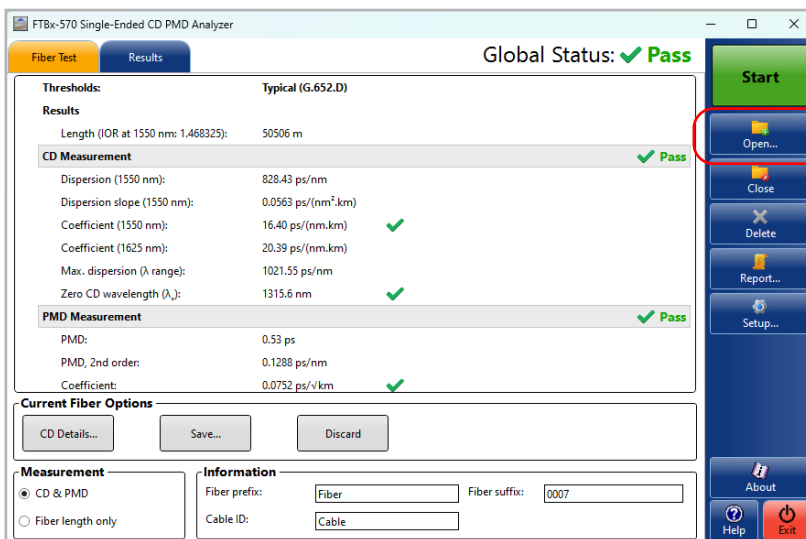 FTBx-570 Single-Ended CD PMD Analyzer
Fiber Test
Results
Global Status: Pass
Thresholds: Typical (G.652.D)
Results
Length (IOR at 1550 nm: 1.468325): 50506 m
CD Measurement Pass
Dispersion (1550 nm): 828.43 ps/nm
Dispersion slope (1550 nm): 0.0563 ps/(nm².km)
Coefficient (1550 nm): 16.40 ps/(nm.km)
Coefficient (1625 nm): 20.39 ps/(nm.km)
Max. dispersion (λ range): 1021.55 ps/nm
Zero CD wavelength (λ₀): 1315.6 nm
PMD Measurement Pass
PMD: 0.53 ps
PMD, 2nd order: 0.1288 ps/nm
Coefficient: 0.0752 ps/√km
Current Fiber Options
CD Details... Save... Discard
Measurement
CD & PMD
Fiber length only
Information
Fiber prefix: Fiber Fiber suffix: 0007
Cable ID: Cable
Start
Open...
Close
Delete
Report...
Setup...
About
Help Exit